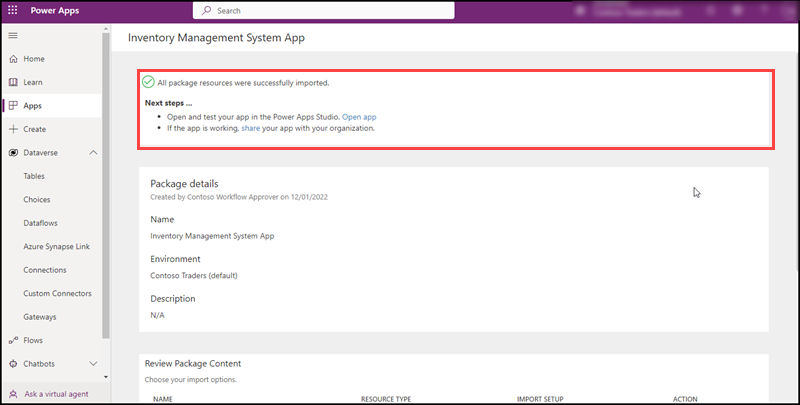 Power Apps
Search
Contoso Traders (default)
Inventory Management System App
Home
Learn
Apps
Create
Dataverse
Tables
Choices
Dataflows
Azure Synapse Link
Connections
Custom Connectors
Gateways
Flows
Chatbots
Ask a virtual agent
All package resources were successfully imported.
Next steps ...
Open and test your app in the Power Apps Studio. Open app
If the app is working, share your app with your organization.
Package details
Created by Contoso Workflow Approver on 12/01/2022
Name
Inventory Management System App
Environment
Contoso Traders (default)
Description
N/A
Review Package Content
Choose your import options.
NAME RESOURCE TYPE IMPORT SETUP ACTION